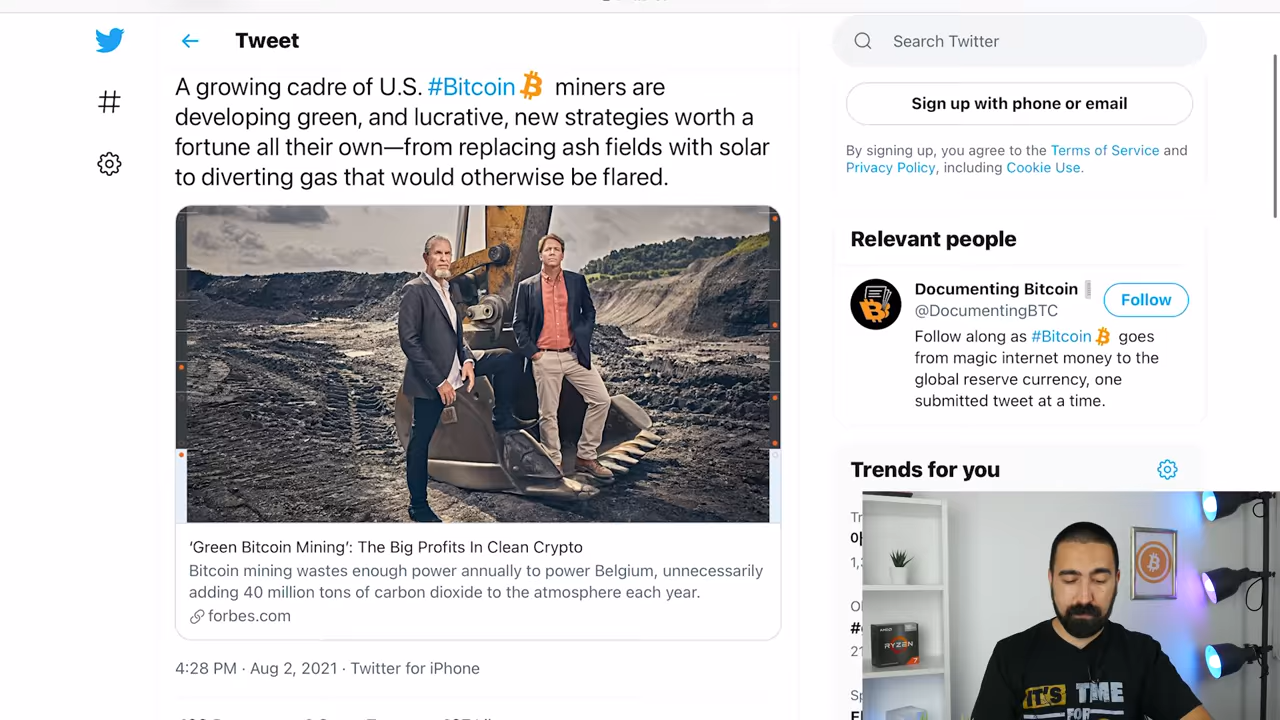 Tweet
A growing cadre of U.S. #Bitcoin miners are
developing green, and lucrative, new strategies worth a
fortune all their own—from replacing ash fields with solar
to diverting gas that would otherwise be flared.
'Green Bitcoin Mining': The Big Profits In Clean Crypto
Bitcoin mining wastes enough power annually to power Belgium, unnecessarily
adding 40 million tons of carbon dioxide to the atmosphere each year.
forbes.com
4:28 PM · Aug 2, 2021 · Twitter for iPhone
Search Twitter
Sign up with phone or email
By signing up, you agree to the Terms of Service and
Privacy Policy, including Cookie Use.
Relevant people
Documenting Bitcoin
@DocumentingBTC
Follow
Follow along as #Bitcoin goes
from magic internet money to the
global reserve currency, one
submitted tweet at a time.
Trends for you
AMD
RYZEN
7
IT'S TIME
FOR